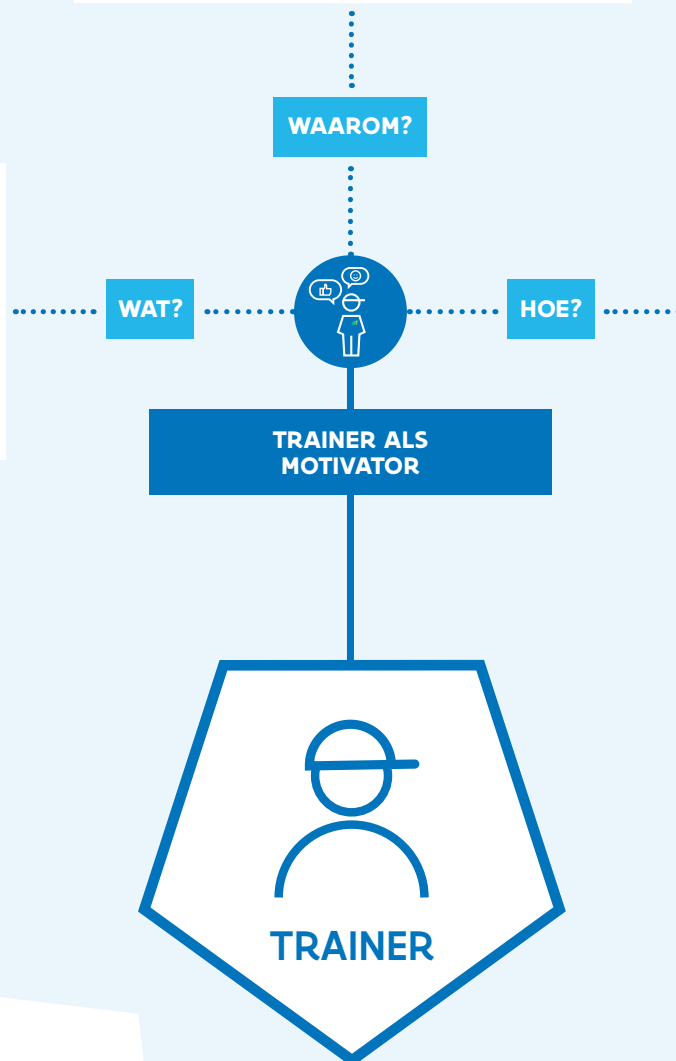 WAAROM?
WAT?
HOE?
TRAINER ALS
MOTIVATOR
TRAINER